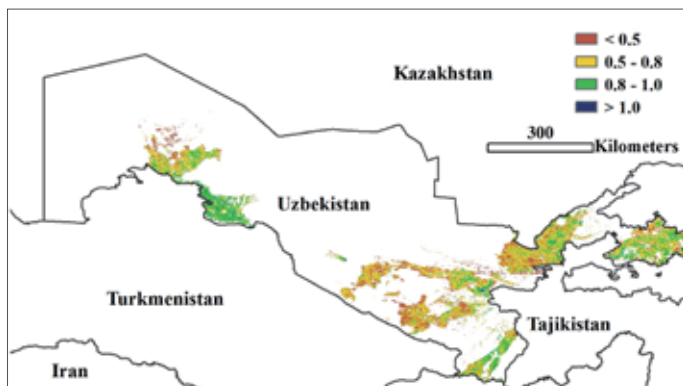 < 0.5
0.5 - 0.8
0.8 - 1.0
> 1.0
Kazakhstan
300
Kilometers
Uzbekistan
Turkmenistan
Tajikistan
Iran